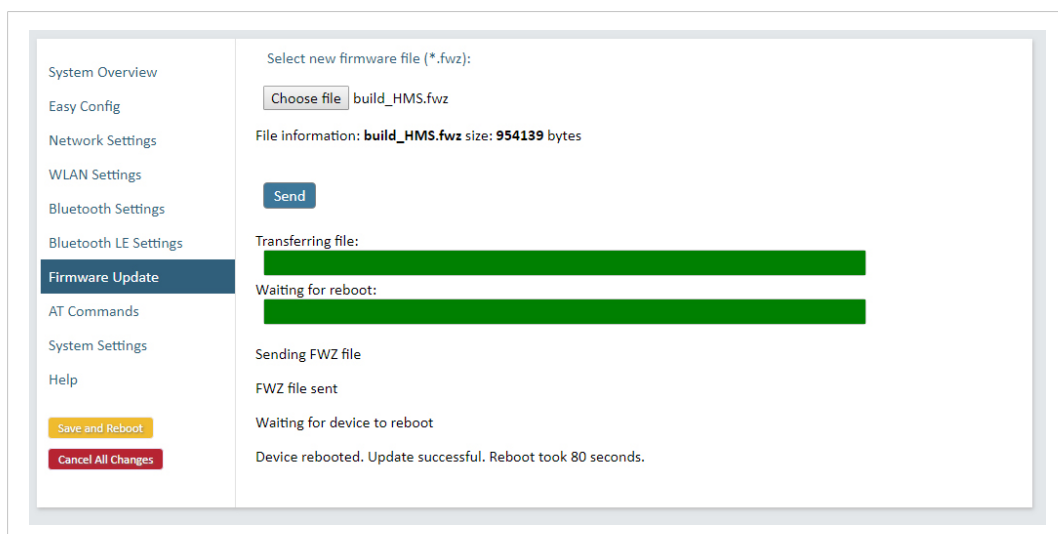 System Overview
Easy Config
Network Settings
WLAN Settings
Bluetooth Settings
Bluetooth LE Settings
Firmware Update
AT Commands
System Settings
Help
Save and Reboot
Cancel All Changes
Select new firmware file (*.fwz):
Choose file build_HMS.fwz
File information: build_HMS.fwz size: 954139 bytes
Send
Transferring file:
Waiting for reboot:
Sending FWZ file
FWZ file sent
Waiting for device to reboot
Device rebooted. Update successful. Reboot took 80 seconds.